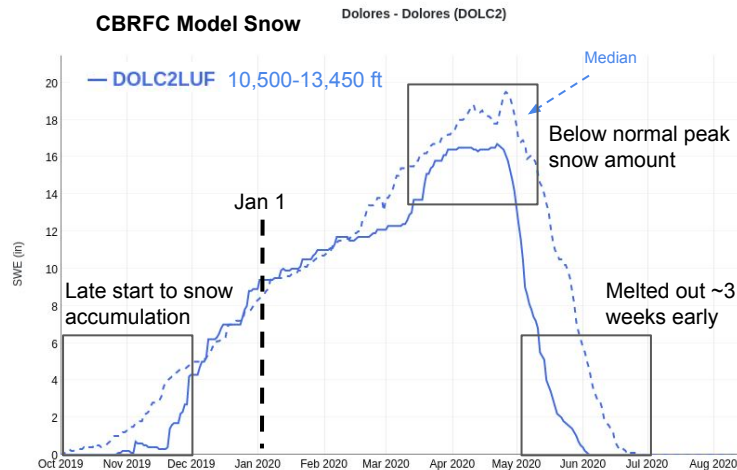 CBRFC Model Snow
Dolores - Dolores (DOLC2)
DOLC2LUF 10,500-13,450 ft
Median
Below normal peak
snow amount
Jan 1
Late start to snow
accumulation
Melted out ~3
weeks early
SWE (in)
20
18
16
14
12
10
8
6
4
2
0
Oct 2019 Nov 2019 Dec 2019 Jan 2020 Feb 2020 Mar 2020 Apr 2020 May 2020 Jun 2020 Jul 2020 Aug 2020